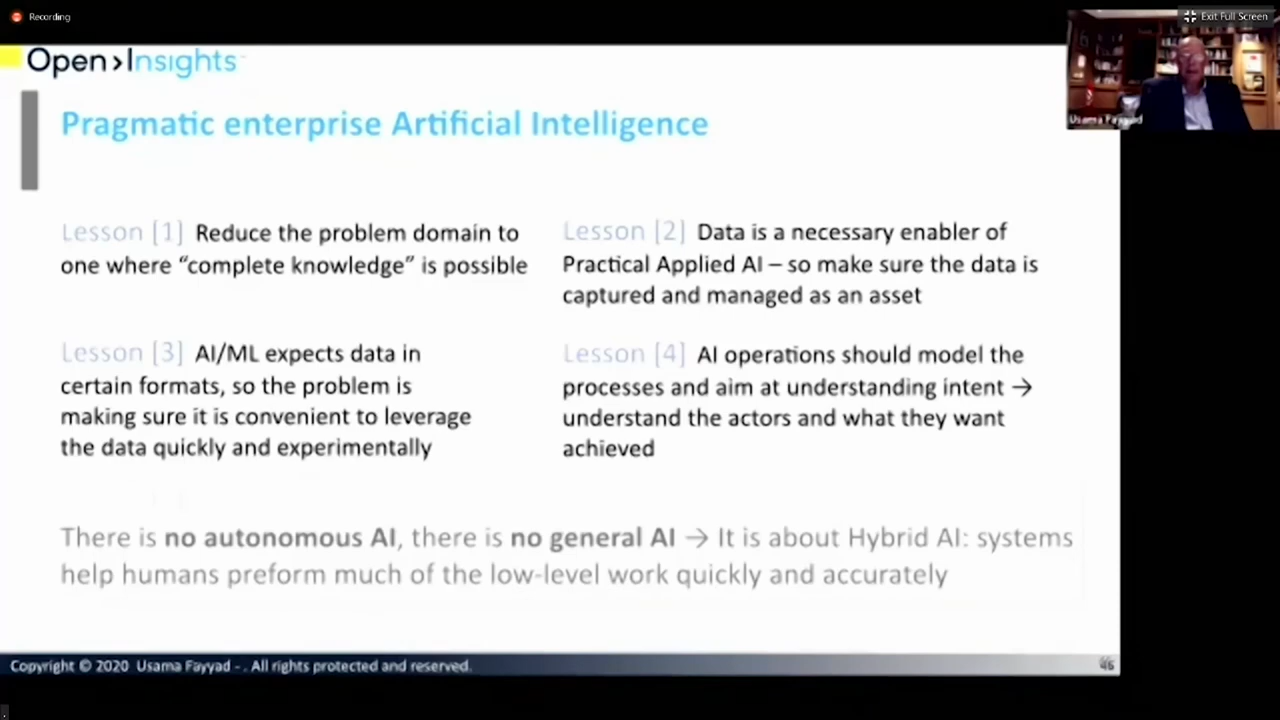 Recording
Exit Full Screen
Open>Insights
Usama Fayyad
Pragmatic enterprise Artificial Intelligence
Lesson [1] Reduce the problem domain to
one where “complete knowledge” is possible
Lesson [2] Data is a necessary enabler of
Practical Applied AI – so make sure the data is
captured and managed as an asset
Lesson [3] AI/ML expects data in
certain formats, so the problem is
making sure it is convenient to leverage
the data quickly and experimentally
Lesson [4] AI operations should model the
processes and aim at understanding intent →
understand the actors and what they want
achieved
There is no autonomous AI, there is no general AI → It is about Hybrid AI: systems
help humans preform much of the low-level work quickly and accurately
Copyright © 2020 Usama Fayyad - . All rights protected and reserved.
46